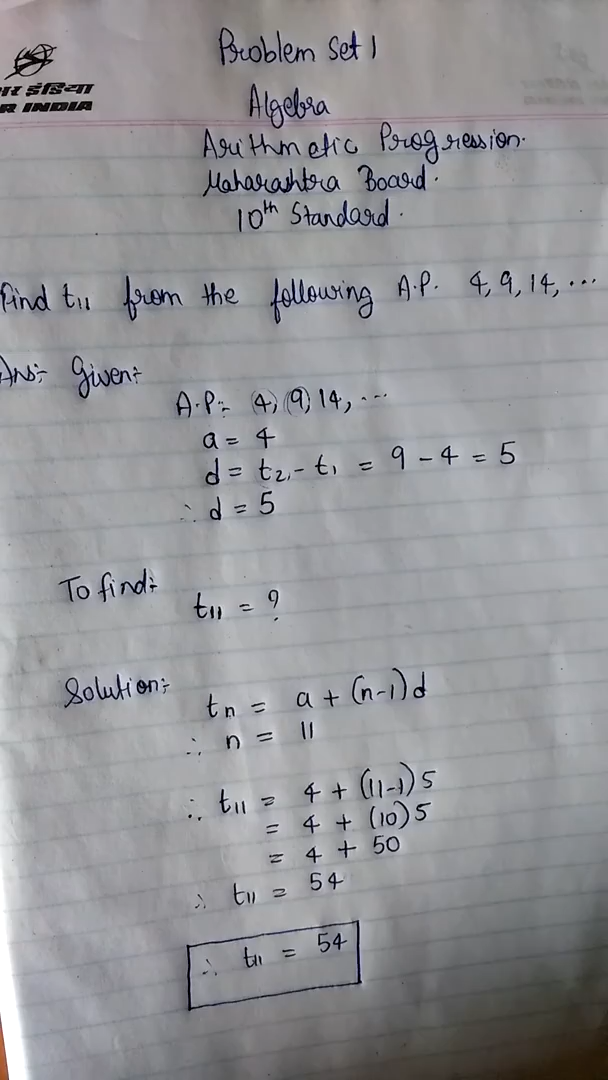 र इंडिया
R INDIA
Problem Set 1
Algebra
Arithmetic Progression.
Maharashtra Board.
10th Standard.
Find t₁₁ from the following A.P. 4, 9, 14, ...
Ans:- Given:-
A.P:- 4, 9, 14, ...
a = 4
d = t₂ - t₁ = 9 - 4 = 5
∴ d = 5
To find:-
t₁₁ = ?
Solution:-
tₙ = a + (n-1)d
∴ n = 11
∴ t₁₁ = 4 + (11-1)5
= 4 + (10)5
= 4 + 50
∴ t₁₁ = 54
∴ t₁₁ = 54